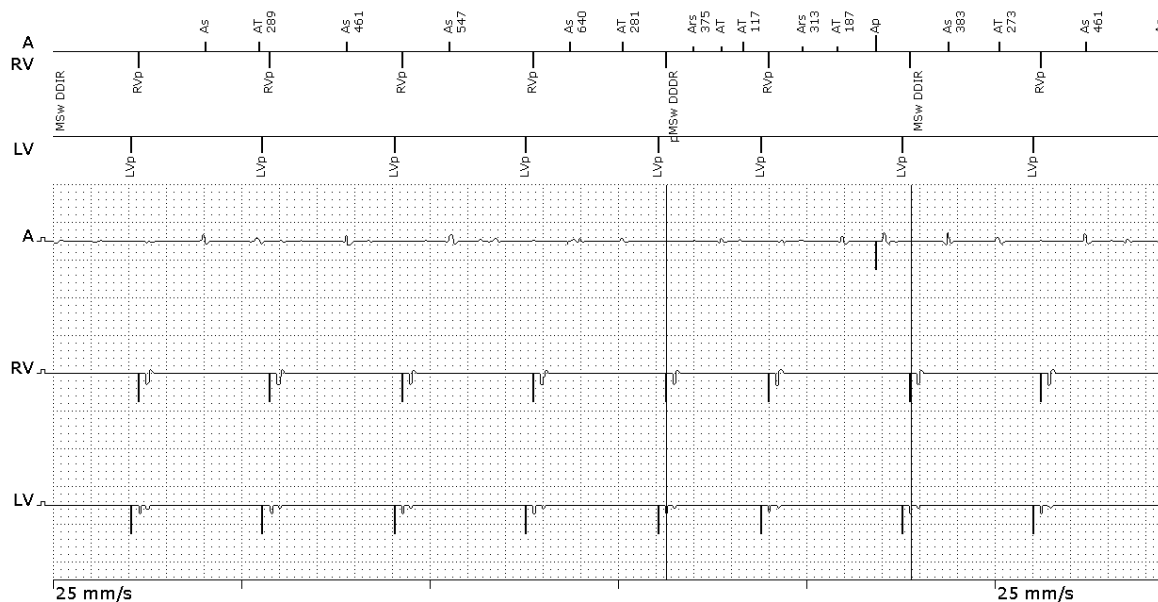 As AT 289 As 461 As 547 As 640 AT 281 Ars 375 AT AT 117 Ars 313 AT 187 Ap As 383 AT 273 As 461
A
RV
MSw DDIR RVp RVp RVp RVp MSw DDDR RVp MSw DDIR RVp
LV
LVp LVp LVp LVp LVp LVp LVp LVp
A
RV
LV
25 mm/s 25 mm/s